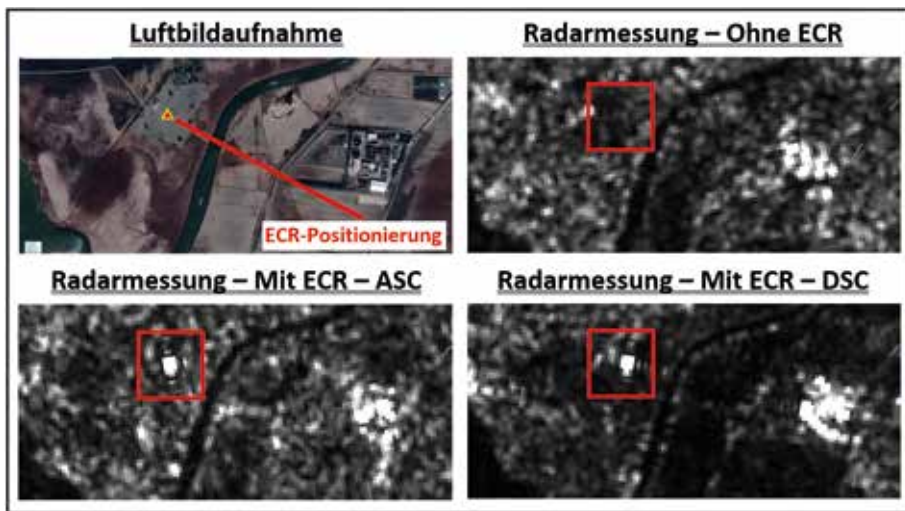 Luftbildaufnahme
Radarmessung – Ohne ECR
ECR-Positionierung
Radarmessung – Mit ECR – ASC
Radarmessung – Mit ECR – DSC